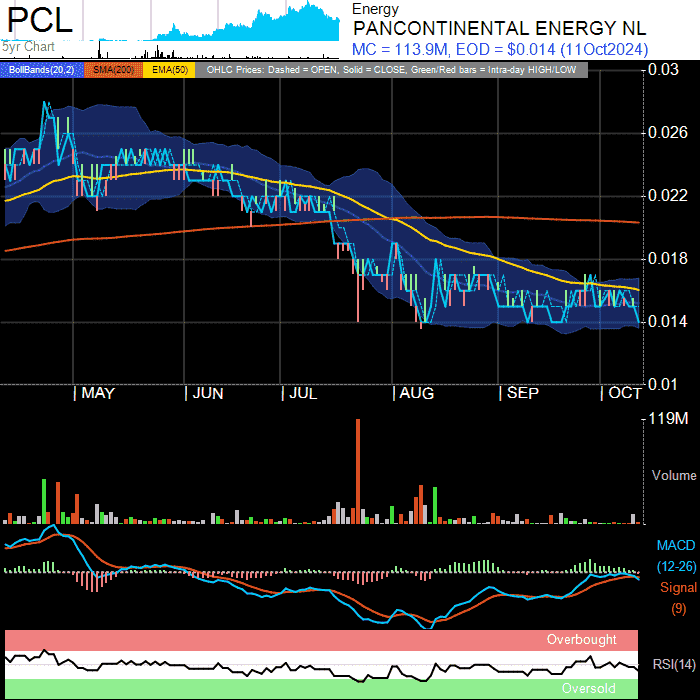 PCL
5yr Chart
Energy
PANCONTINENTAL ENERGY NL
MC = 113.9M, EOD = $0.014 (11Oct2024)
BollBands(20,2) SMA(200) EMA(50) OHLC Prices: Dashed = OPEN, Solid = CLOSE, Green/Red bars = Intra-day HIGH/LOW
0.03
0.026
0.022
0.018
0.014
0.01
MAY JUN JUL AUG SEP OCT
119M
Volume
MACD
(12-26)
Signal
(9)
Overbought
RSI(14)
Oversold